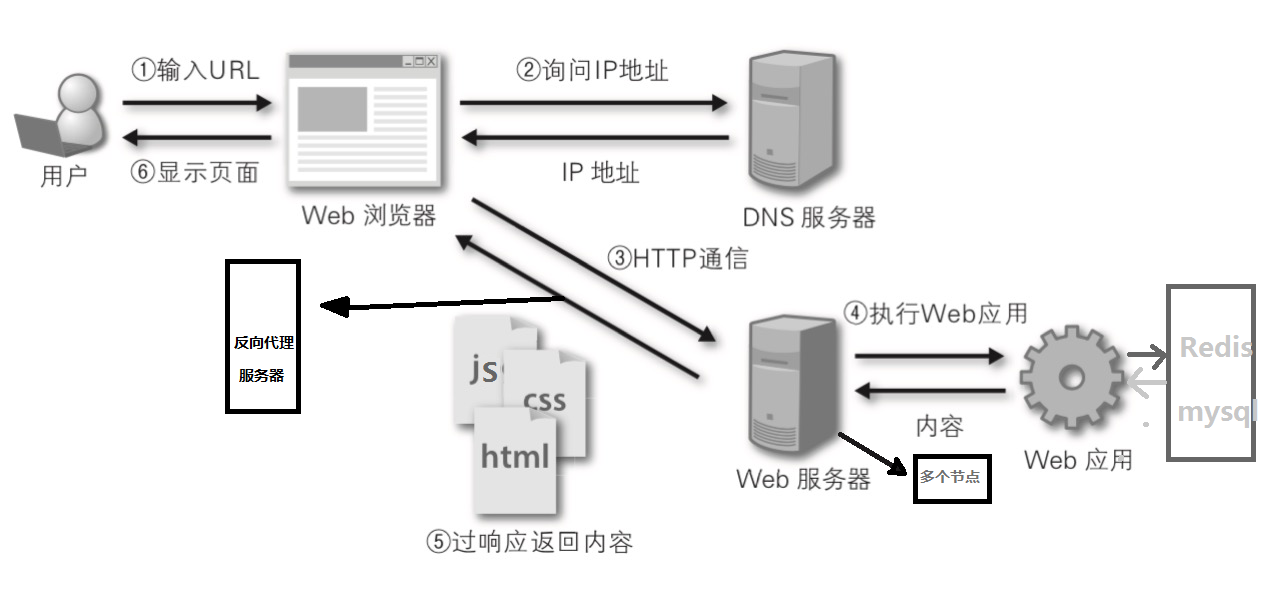 ①输入URL
②询问IP地址
⑥显示页面
IP 地址
用户
Web 浏览器
DNS 服务器
③HTTP通信
④执行Web应用
反向代理
服务器
js
css
html
Redis
mysql
内容
Web 服务器
多个节点
Web 应用
⑤过响应返回内容